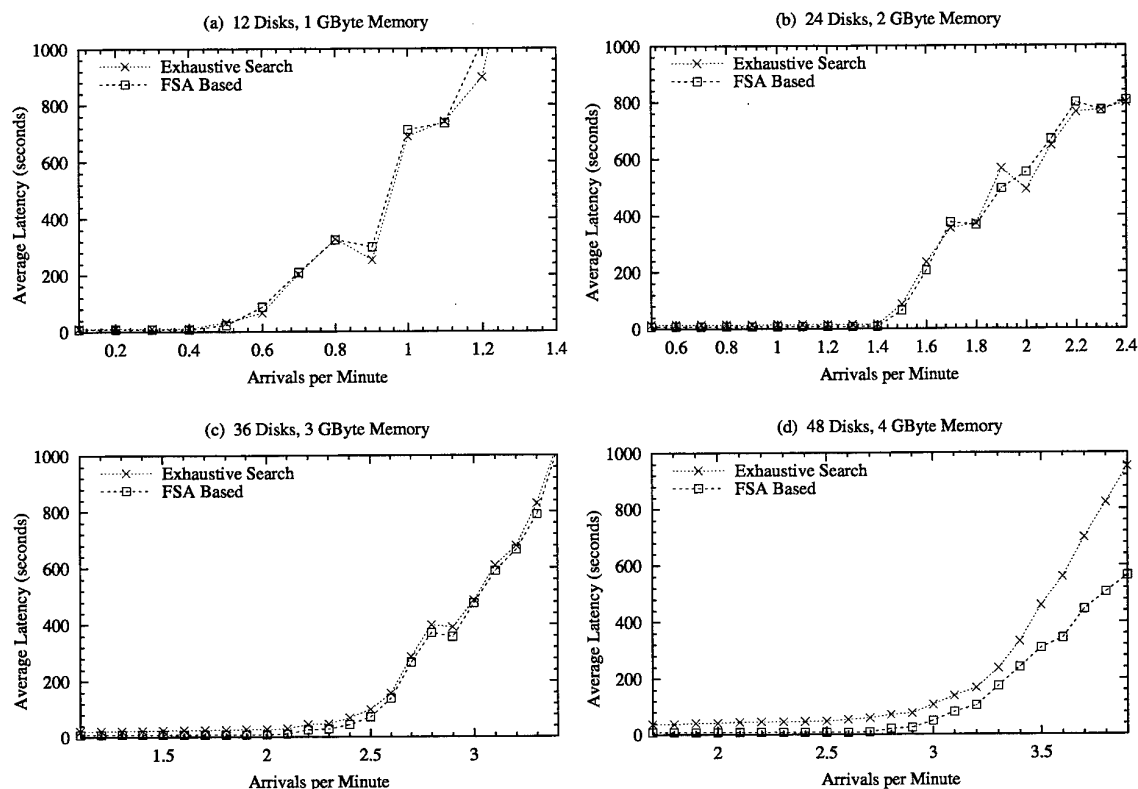 (a) 12 Disks, 1 GByte Memory
1000
800
600
400
200
0
Average Latency (seconds)
Exhaustive Search
FSA Based
0.2 0.4 0.6 0.8 1 1.2 1.4
Arrivals per Minute
(b) 24 Disks, 2 GByte Memory
1000
800
600
400
200
0
Average Latency (seconds)
Exhaustive Search
FSA Based
0.6 0.8 1 1.2 1.4 1.6 1.8 2 2.2 2.4
Arrivals per Minute
(c) 36 Disks, 3 GByte Memory
1000
800
600
400
200
0
Average Latency (seconds)
Exhaustive Search
FSA Based
1.5 2 2.5 3
Arrivals per Minute
(d) 48 Disks, 4 GByte Memory
1000
800
600
400
200
0
Average Latency (seconds)
Exhaustive Search
FSA Based
2 2.5 3 3.5
Arrivals per Minute